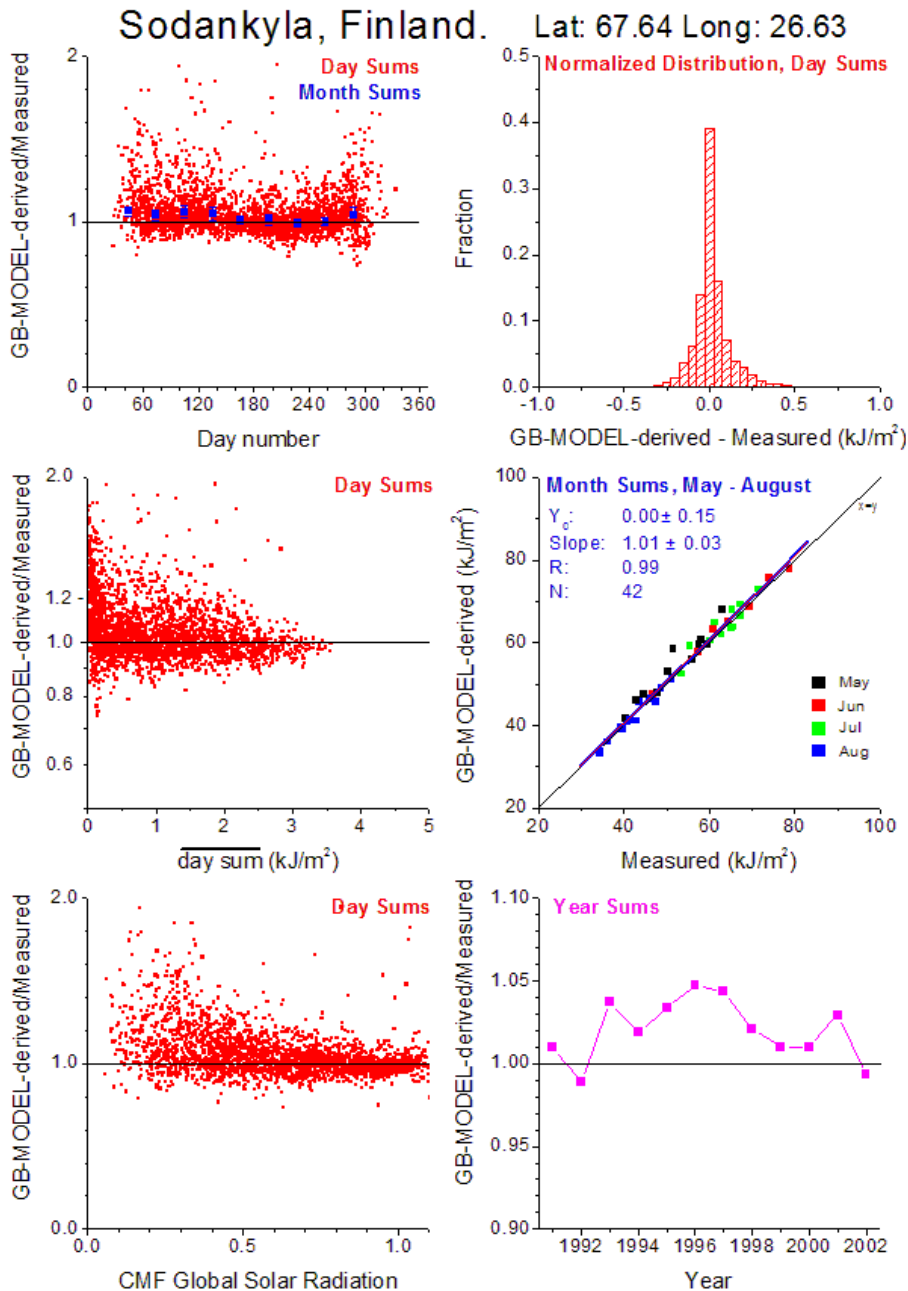 Sodankyla, Finland. Lat: 67.64 Long: 26.63
GB-MODEL-derived/Measured
2
1
0
Day Sums
Month Sums
0 60 120 180 240 300 360
Day number
Fraction
0.5
0.4
0.3
0.2
0.1
0.0
Normalized Distribution, Day Sums
-1.0 -0.5 0.0 0.5 1.0
GB-MODEL-derived - Measured (kJ/m²)
GB-MODEL-derived/Measured
2.0
1.2
1.0
0.8
0.6
Day Sums
0 1 2 3 4 5
day sum (kJ/m²)
GB-MODEL-derived (kJ/m²)
100
80
60
40
20
Month Sums, May - August
Y₀: 0.00± 0.15
Slope: 1.01 ± 0.03
R: 0.99
N: 42
x=y
May
Jun
Jul
Aug
20 40 60 80 100
Measured (kJ/m²)
GB-MODEL-derived/Measured
2.0
1.0
0.0
Day Sums
0.0 0.5 1.0
CMF Global Solar Radiation
GB-MODEL-derived/Measured
1.10
1.05
1.00
0.95
0.90
Year Sums
1992 1994 1996 1998 2000 2002
Year